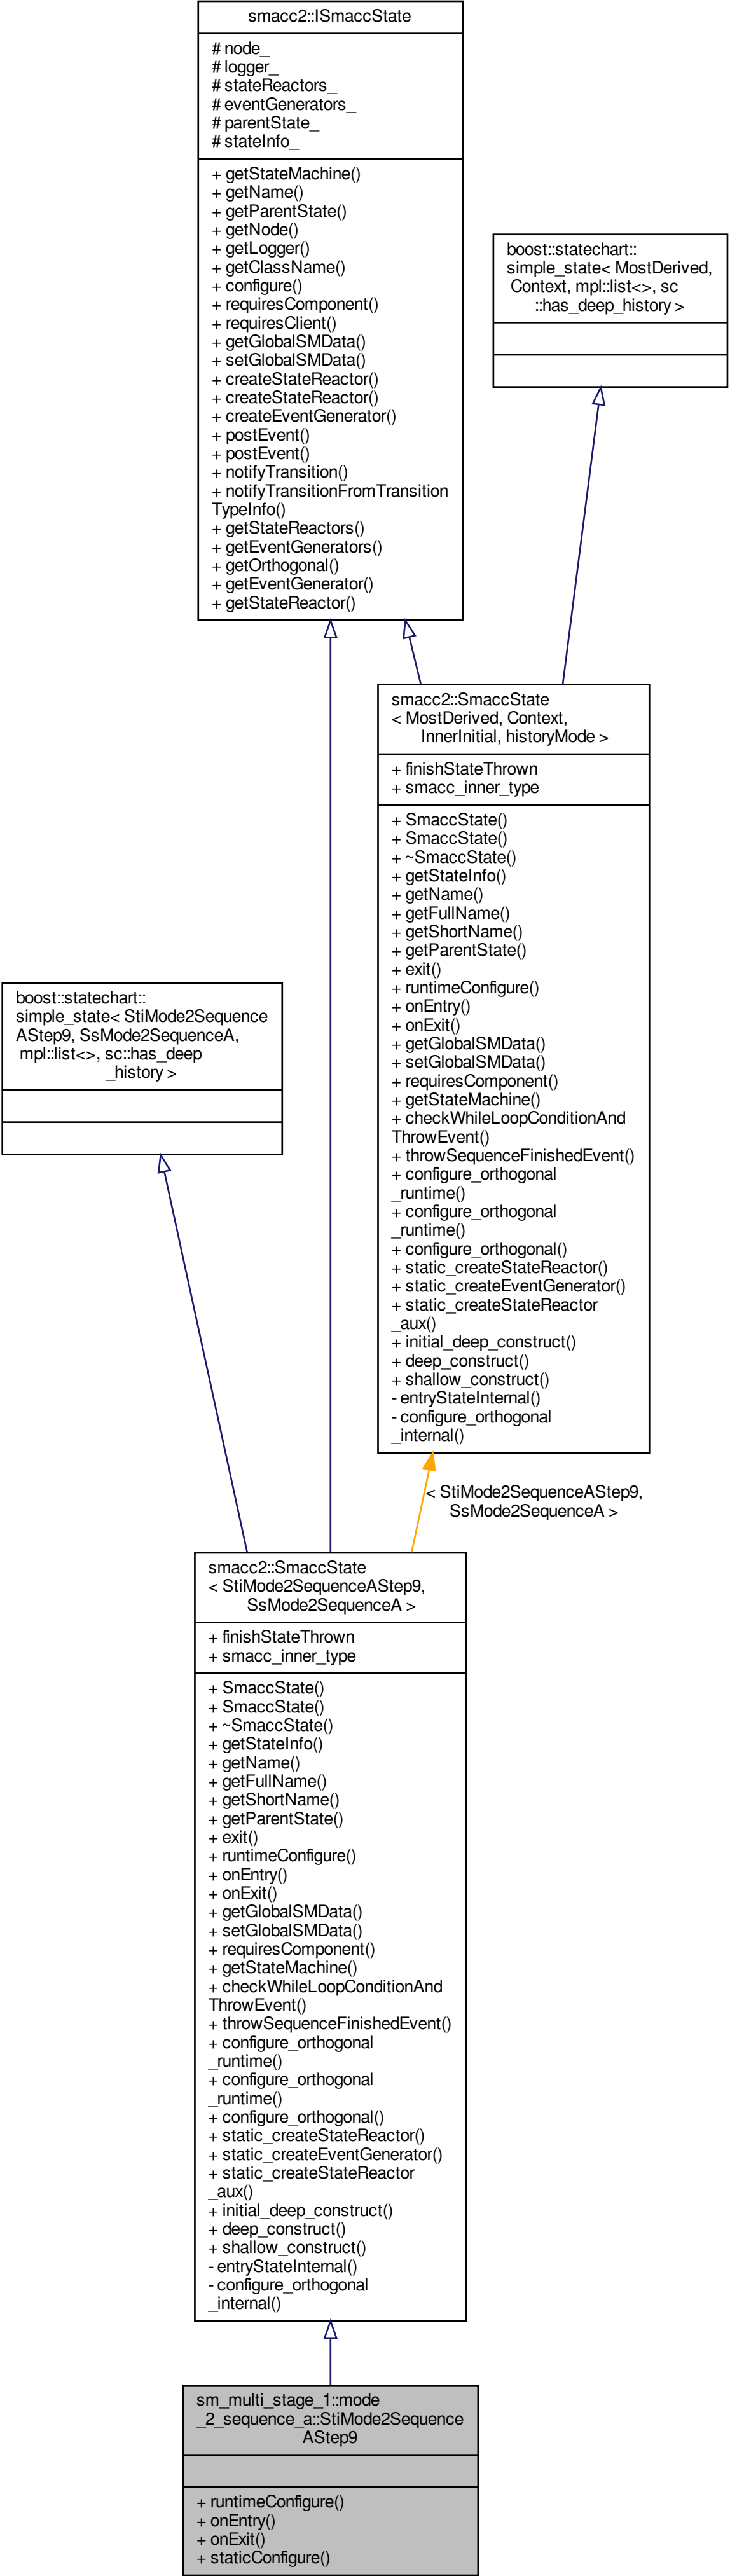 smacc2::ISmaccState
# node_
# logger_
# stateReactors_
# eventGenerators_
# parentState_
# stateInfo_
+ getStateMachine()
+ getName()
+ getParentState()
+ getNode()
+ getLogger()
+ getClassName()
+ configure()
+ requiresComponent()
+ requiresClient()
+ getGlobalSMData()
+ setGlobalSMData()
+ createStateReactor()
+ createStateReactor()
+ createEventGenerator()
+ postEvent()
+ postEvent()
+ notifyTransition()
+ notifyTransitionFromTransition
TypeInfo()
+ getStateReactors()
+ getEventGenerators()
+ getOrthogonal()
+ getEventGenerator()
+ getStateReactor()
boost::statechart::
simple_state< MostDerived,
Context, mpl::list<>, sc
::has_deep_history >
smacc2::SmaccState
< MostDerived, Context,
InnerInitial, historyMode >
+ finishStateThrown
+ smacc_inner_type
+ SmaccState()
+ SmaccState()
+ ~SmaccState()
+ getStateInfo()
+ getName()
+ getFullName()
+ getShortName()
+ getParentState()
+ exit()
+ runtimeConfigure()
+ onEntry()
+ onExit()
+ getGlobalSMData()
+ setGlobalSMData()
+ requiresComponent()
+ getStateMachine()
+ checkWhileLoopConditionAnd
ThrowEvent()
+ throwSequenceFinishedEvent()
+ configure_orthogonal
_runtime()
+ configure_orthogonal
_runtime()
+ configure_orthogonal()
+ static_createStateReactor()
+ static_createEventGenerator()
+ static_createStateReactor
_aux()
+ initial_deep_construct()
+ deep_construct()
+ shallow_construct()
- entryStateInternal()
- configure_orthogonal
_internal()
boost::statechart::
simple_state< StiMode2Sequence
AStep9, SsMode2SequenceA,
mpl::list<>, sc::has_deep
_history >
< StiMode2SequenceAStep9,
SsMode2SequenceA >
smacc2::SmaccState
< StiMode2SequenceAStep9,
SsMode2SequenceA >
+ finishStateThrown
+ smacc_inner_type
+ SmaccState()
+ SmaccState()
+ ~SmaccState()
+ getStateInfo()
+ getName()
+ getFullName()
+ getShortName()
+ getParentState()
+ exit()
+ runtimeConfigure()
+ onEntry()
+ onExit()
+ getGlobalSMData()
+ setGlobalSMData()
+ requiresComponent()
+ getStateMachine()
+ checkWhileLoopConditionAnd
ThrowEvent()
+ throwSequenceFinishedEvent()
+ configure_orthogonal
_runtime()
+ configure_orthogonal
_runtime()
+ configure_orthogonal()
+ static_createStateReactor()
+ static_createEventGenerator()
+ static_createStateReactor
_aux()
+ initial_deep_construct()
+ deep_construct()
+ shallow_construct()
- entryStateInternal()
- configure_orthogonal
_internal()
sm_multi_stage_1::mode
_2_sequence_a::StiMode2Sequence
AStep9
+ runtimeConfigure()
+ onEntry()
+ onExit()
+ staticConfigure()